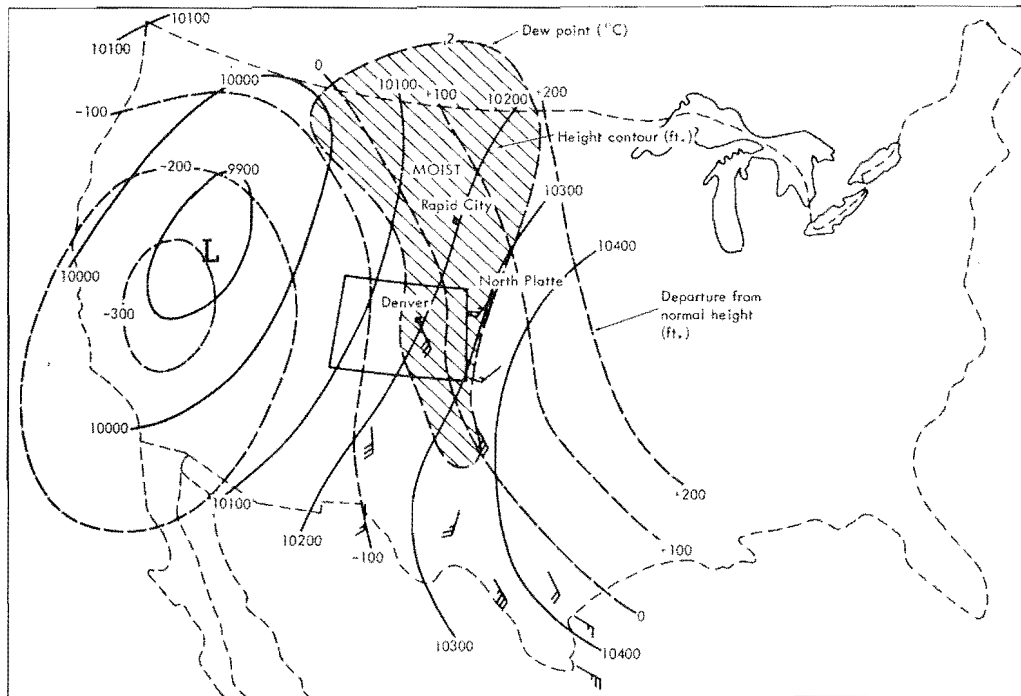 10100
10100
Dew point (°C)
2
0
10000
10100
+100
10200
+200
-100
Height contour (ft.)
-200
9900
MOIST
10300
Rapid City
L
10400
10000
North Platte
Denver
Departure from
normal height
(ft.)
-300
10000
10100
+200
10200
-100
+100
0
10300
10400